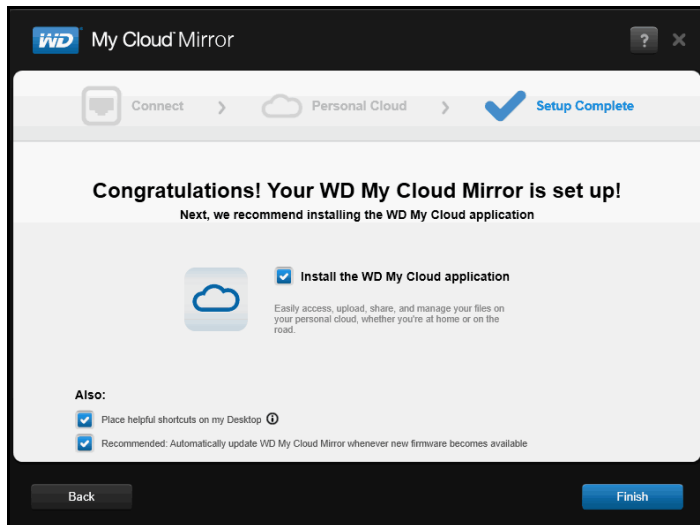 WD My Cloud Mirror ?
Connect Personal Cloud Setup Complete
Congratulations! Your WD My Cloud Mirror is set up!
Next, we recommend installing the WD My Cloud application
Install the WD My Cloud application
Easily access, upload, share, and manage your files on
your personal cloud, whether you're at home or on the
road.
Also:
Place helpful shortcuts on my Desktop
Recommended: Automatically update WD My Cloud Mirror whenever new firmware becomes available
Back Finish